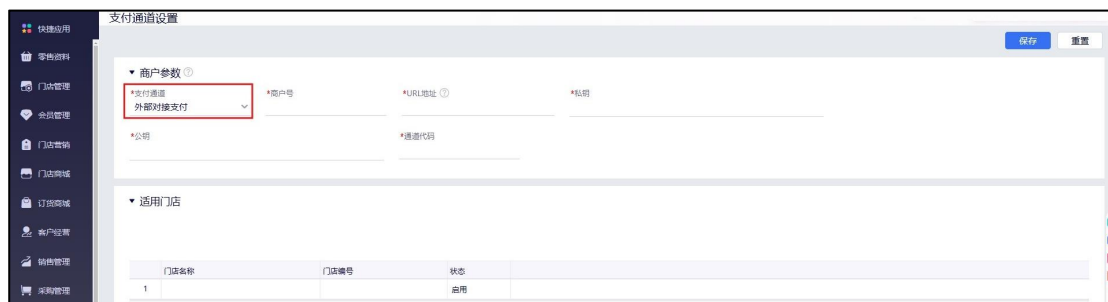 支付通道设置
快捷应用
零售资料
门店管理
会员管理
门店营销
门店商城
订货商城
客户经营
销售管理
采购管理
保存 重置
商户参数
*支付通道 *商户号 *URL地址 *私钥
外部对接支付
*公钥 *通道代码
适用门店
门店名称 门店编号 状态
1 启用